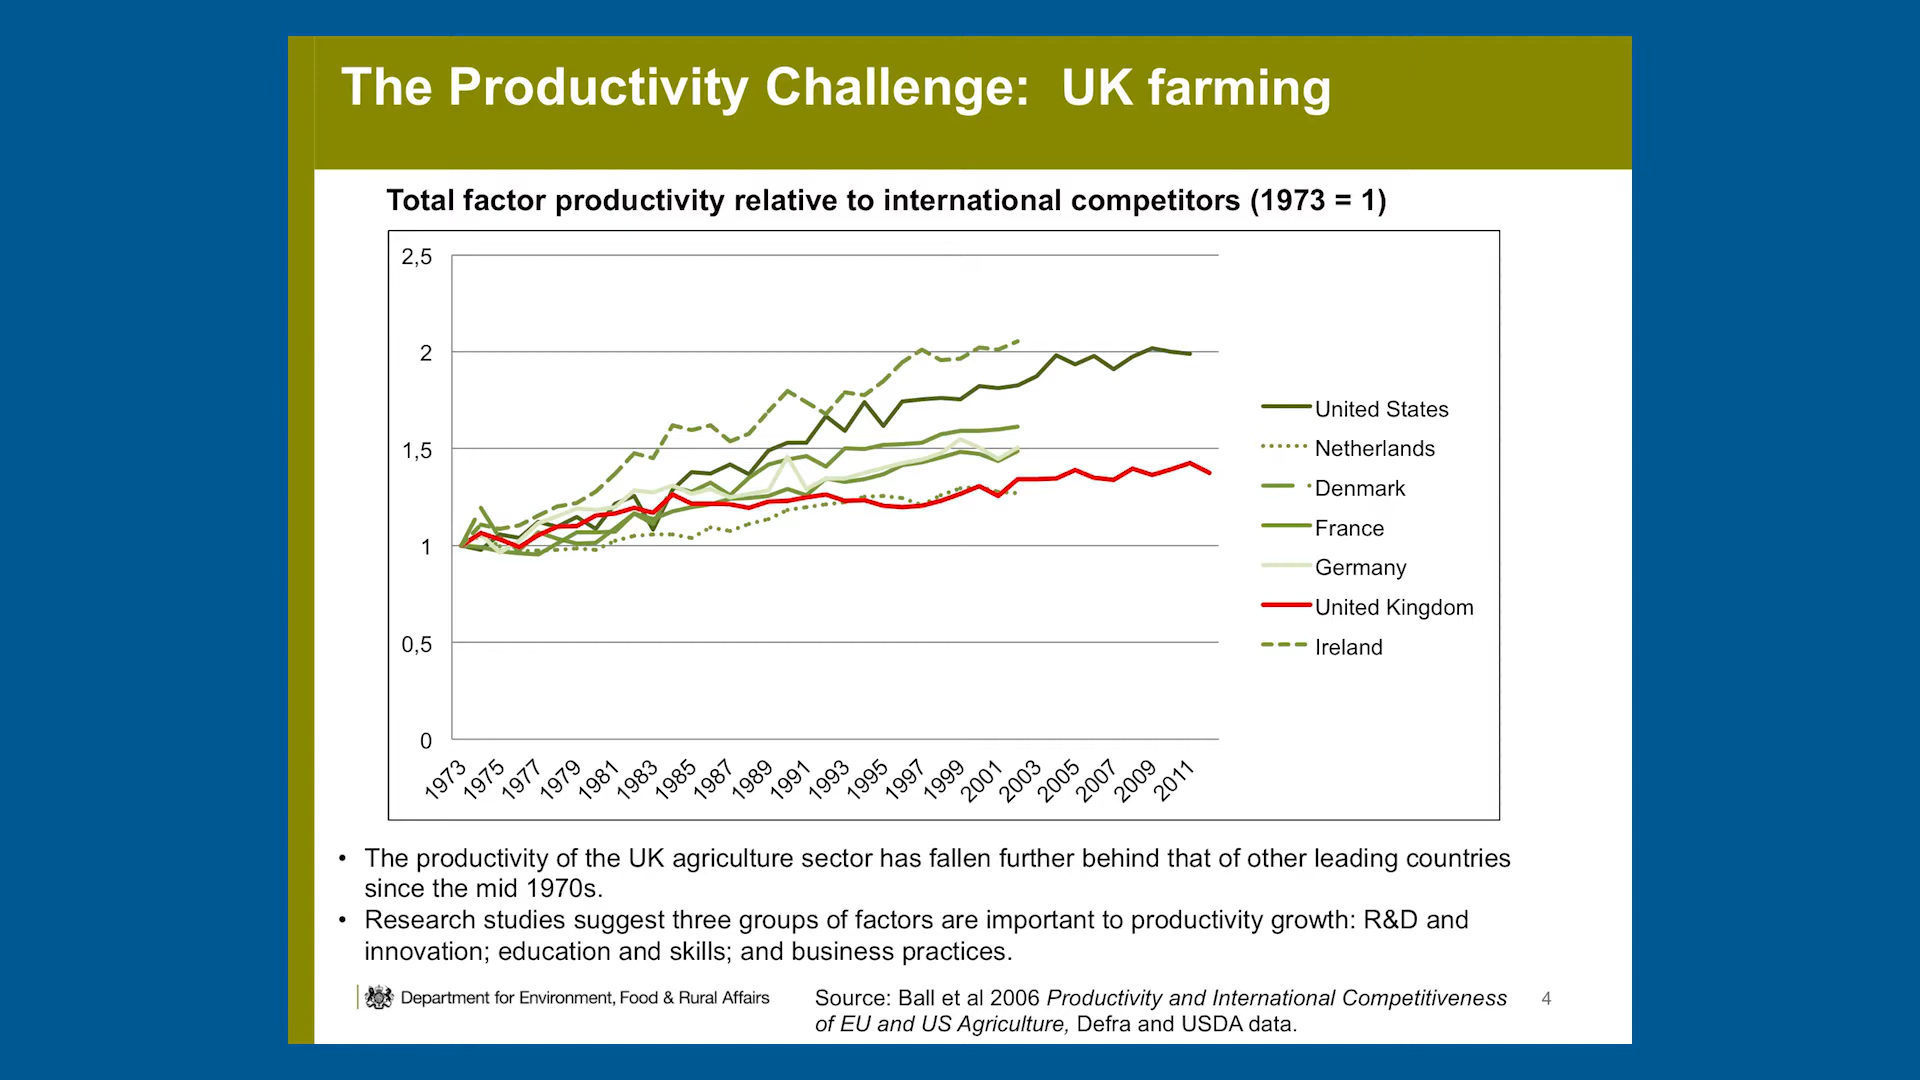 The Productivity Challenge: UK farming
Total factor productivity relative to international competitors (1973 = 1)
2,5
2
1,5
1
0,5
0
1973
1975
1977
1979
1981
1983
1985
1987
1989
1991
1993
1995
1997
1999
2001
2003
2005
2007
2009
2011
United States
Netherlands
Denmark
France
Germany
United Kingdom
Ireland
• The productivity of the UK agriculture sector has fallen further behind that of other leading countries
since the mid 1970s.
• Research studies suggest three groups of factors are important to productivity growth: R&D and
innovation; education and skills; and business practices.
Department for Environment, Food & Rural Affairs
Source: Ball et al 2006 Productivity and International Competitiveness
of EU and US Agriculture, Defra and USDA data.
4